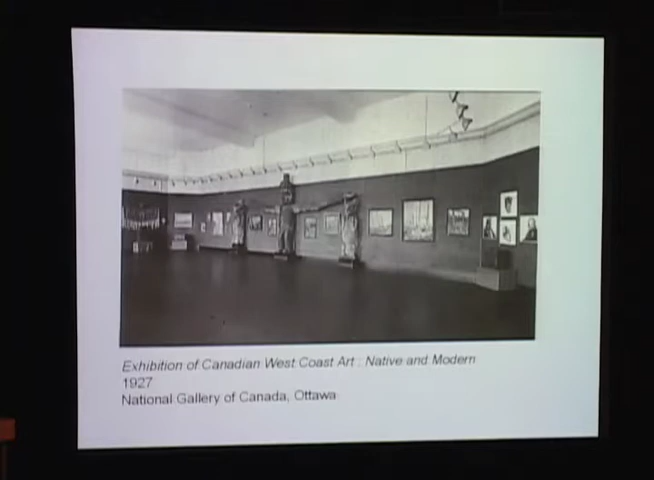 Exhibition of Canadian West Coast Art : Native and Modern
1927
National Gallery of Canada, Ottawa